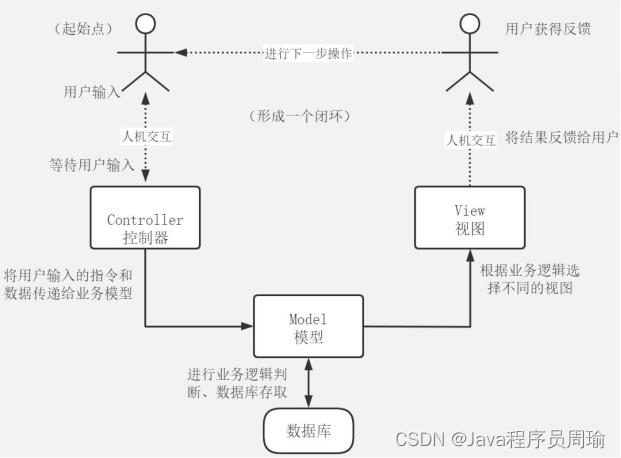 （起始点）
用户获得反馈
进行下一步操作
用户输入
（形成一个闭环）
人机交互
人机交互
将结果反馈给用户
等待用户输入
Controller
控制器
View
视图
将用户输入的指令和
数据传递给业务模型
根据业务逻辑选
择不同的视图
Model
模型
进行业务逻辑判
断、数据库存取
数据库
CSDN @Java程序员周瑜